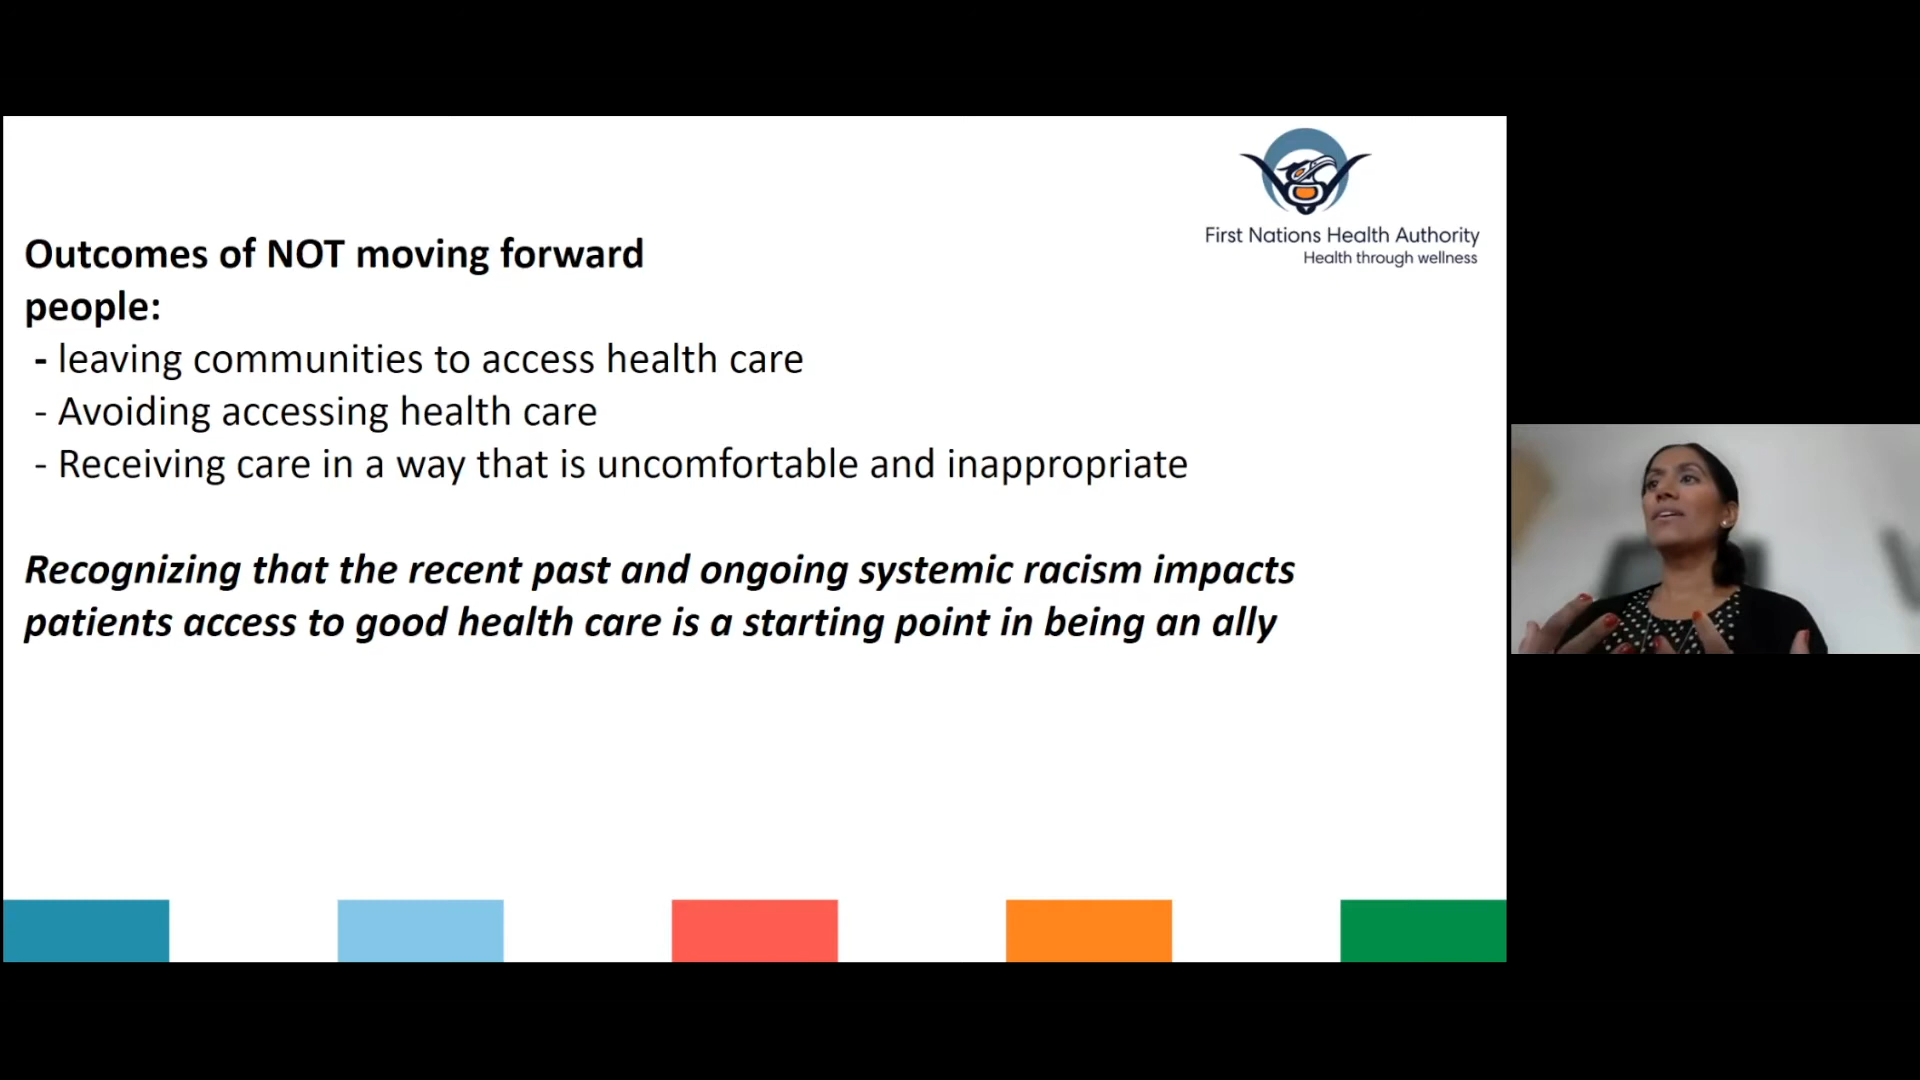 First Nations Health Authority
Health through wellness
Outcomes of NOT moving forward
people:
- leaving communities to access health care
- Avoiding accessing health care
- Receiving care in a way that is uncomfortable and inappropriate
Recognizing that the recent past and ongoing systemic racism impacts
patients access to good health care is a starting point in being an ally